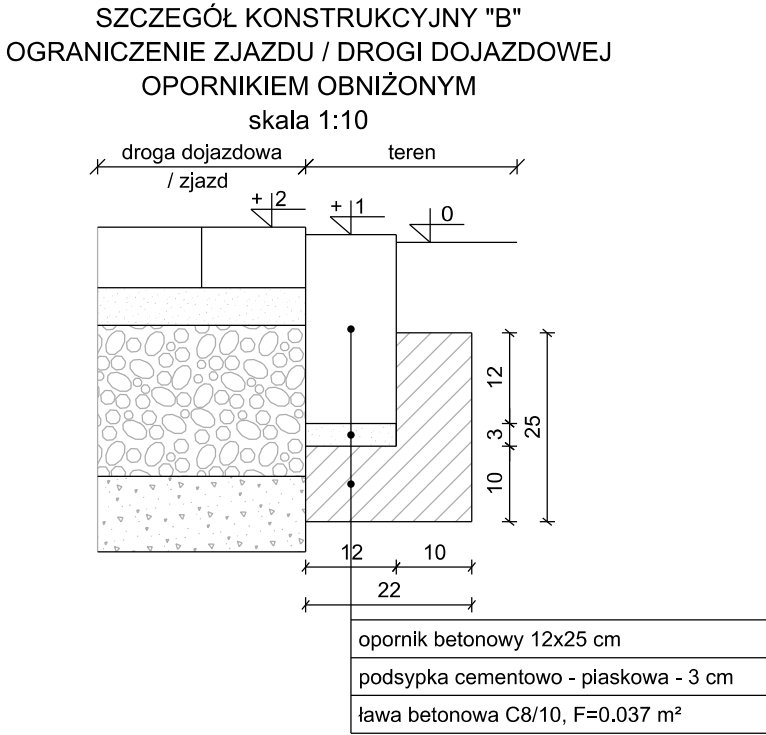 SZCZEGÓŁ KONSTRUKCYJNY "B"
OGRANICZENIE ZJAZDU / DROGI DOJAZDOWEJ
OPORNIKIEM OBNIŻONYM
skala 1:10
droga dojazdowa
/ zjazd
teren
+ 2
+ 1
0
12
3
10
25
12
10
22
opornik betonowy 12x25 cm
podsypka cementowo - piaskowa - 3 cm
ława betonowa C8/10, F=0.037 m²